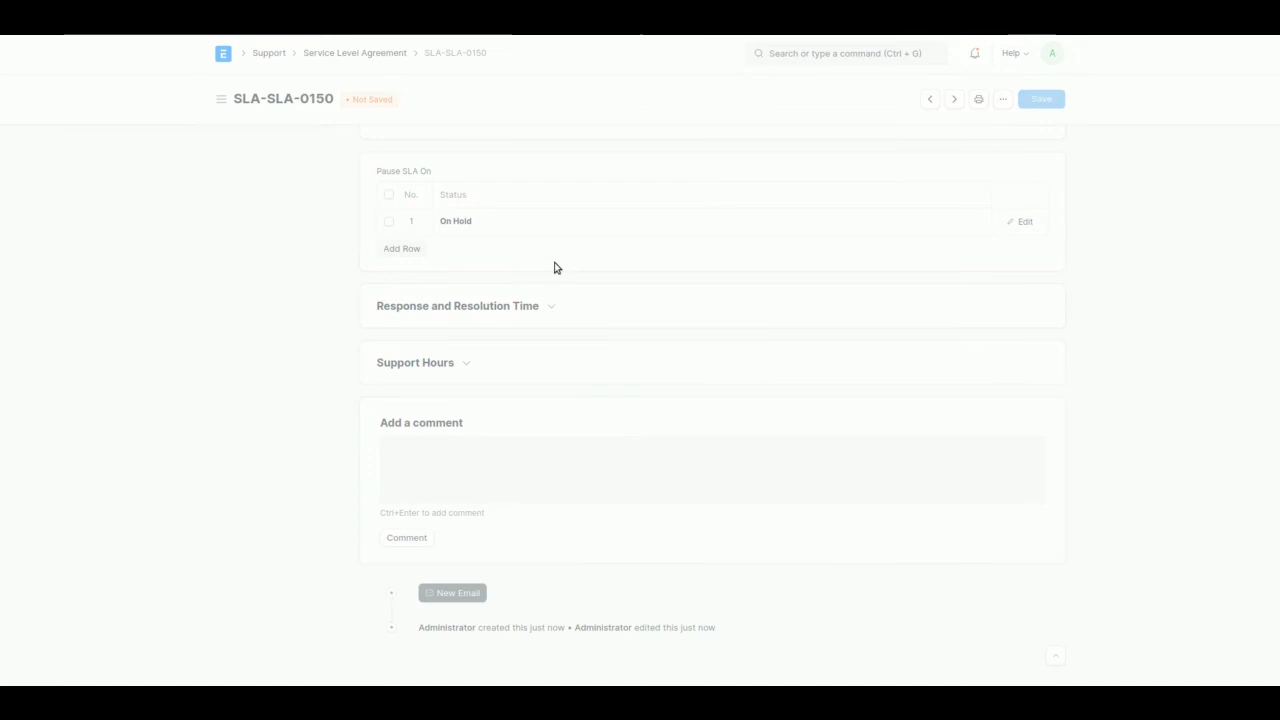 Support > Service Level Agreement > SLA-SLA-0150
Search or type a command (Ctrl + G)
Help
A
SLA-SLA-0150
• Not Saved
Save
Pause SLA On
No.
Status
1
On Hold
Edit
Add Row
Response and Resolution Time
Support Hours
Add a comment
Ctrl+Enter to add comment
Comment
New Email
Administrator created this just now • Administrator edited this just now